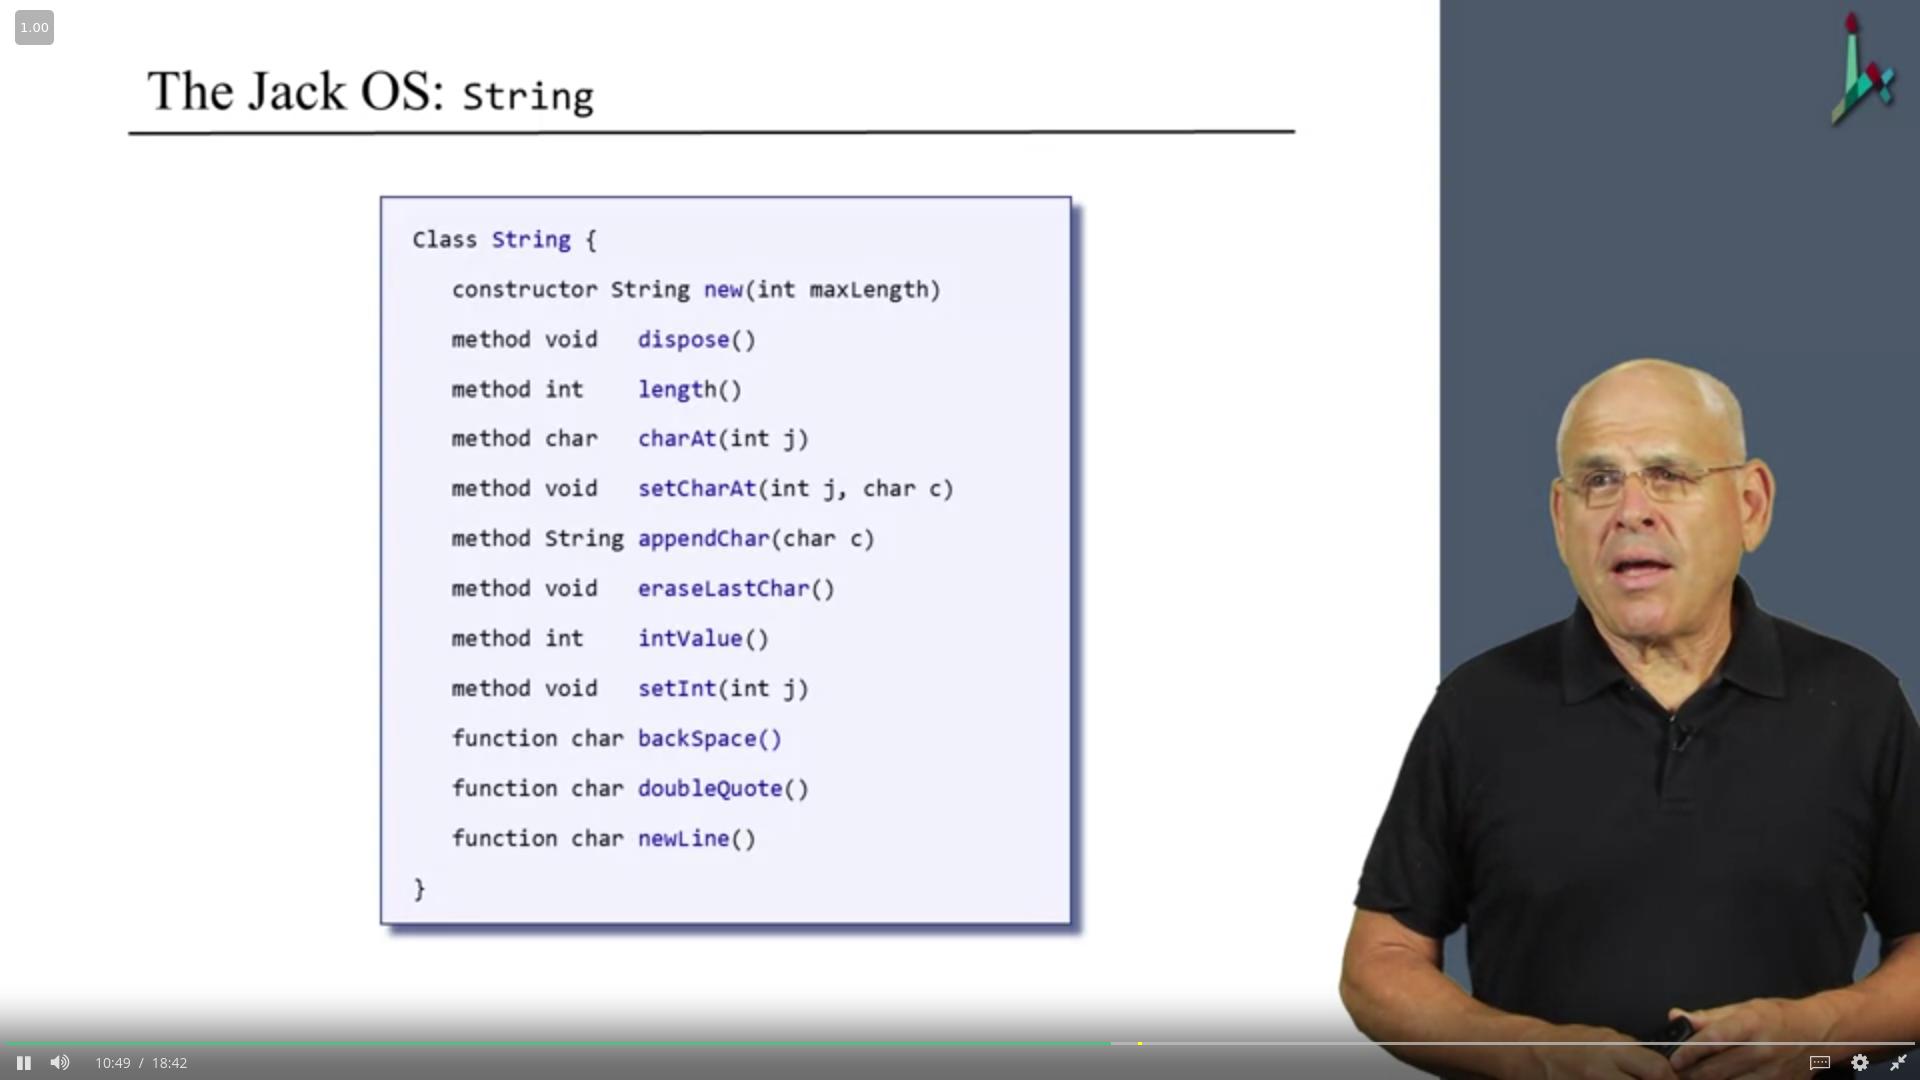 1.00
The Jack OS: String
Class String {
constructor String new(int maxLength)
method void dispose()
method int length()
method char charAt(int j)
method void setCharAt(int j, char c)
method String appendChar(char c)
method void eraseLastChar()
method int intValue()
method void setInt(int j)
function char backSpace()
function char doubleQuote()
function char newLine()
}
10:49 / 18:42